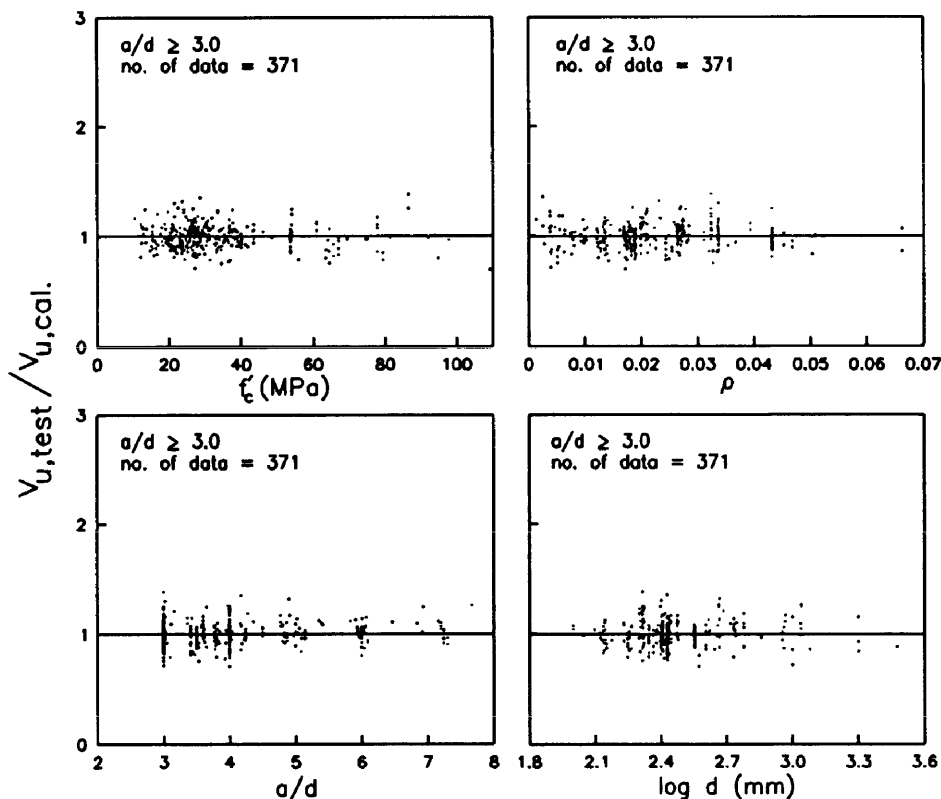 V_u,test / V_u,cal.
3
2
1
0
a/d ≥ 3.0
no. of data = 371
0 20 40 60 80 100
f'_c (MPa)
a/d ≥ 3.0
no. of data = 371
0 0.01 0.02 0.03 0.04 0.05 0.06 0.07
ρ
3
2
1
0
a/d ≥ 3.0
no. of data = 371
2 3 4 5 6 7 8
a/d
a/d ≥ 3.0
no. of data = 371
1.8 2.1 2.4 2.7 3.0 3.3 3.6
log d (mm)